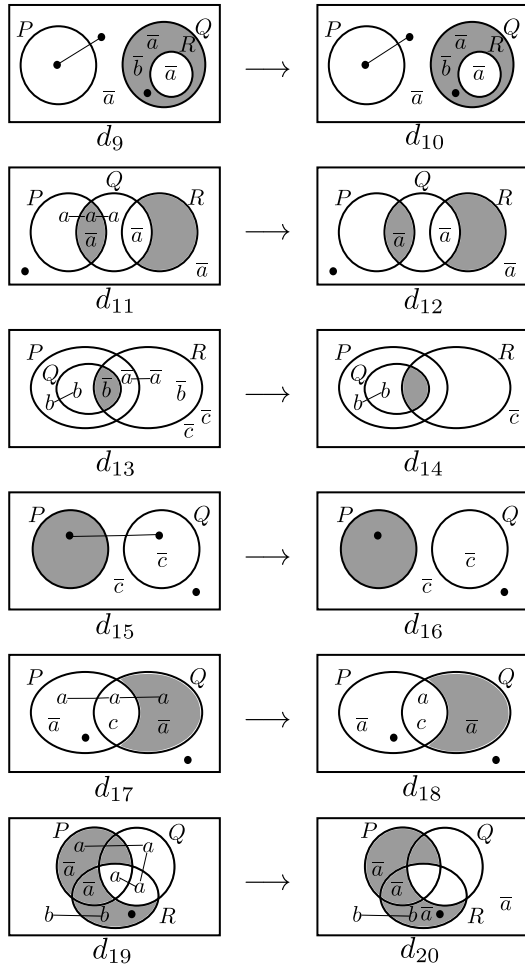 P Q P Q
a̅ R a̅ R
b̅ a̅ ⟶ b̅ a̅
a̅ a̅
d₉ d₁₀
Q Q
P R P R
a a a
a̅ a̅ ⟶ a̅ a̅
a̅ a̅
d₁₁ d₁₂
P R P R
Q a̅ a̅ Q
b b b̅ b̅ ⟶ b b
c̅ c̅ c̅ c̅
d₁₃ d₁₄
P Q P Q
c̅ ⟶ c̅
c̅ c̅
d₁₅ d₁₆
P Q P Q
a a a a
a̅ c a̅ ⟶ a̅ c a̅
d₁₇ d₁₈
P Q P Q
a a
a̅ a̅
a̅ a a ⟶ a̅ a̅
b b R b b a̅ R
d₁₉ d₂₀